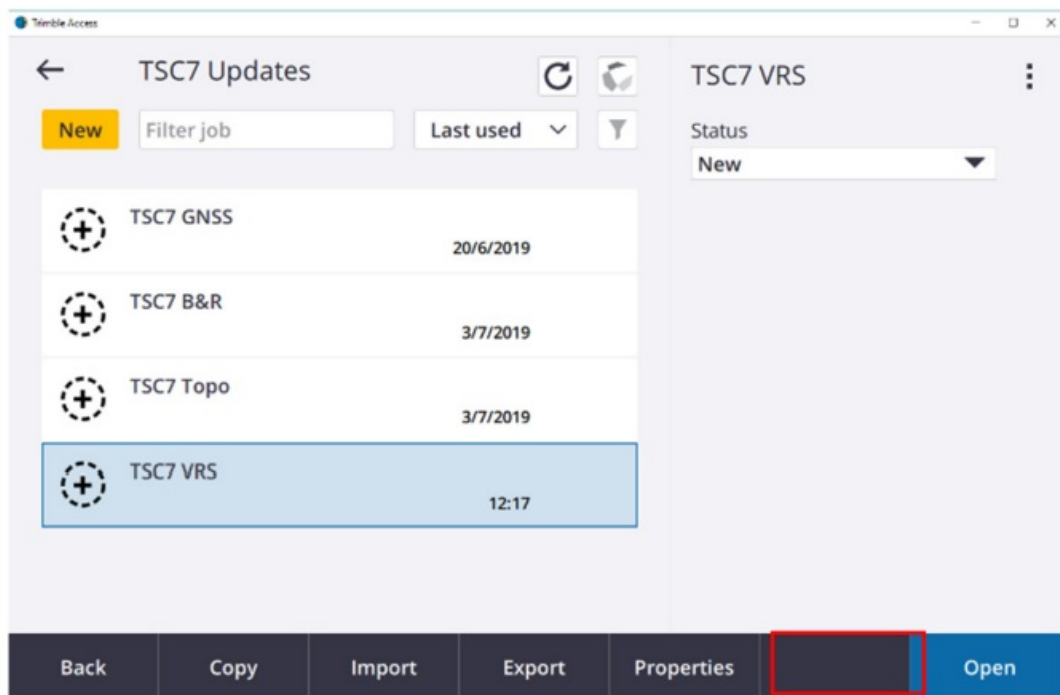 Trimble Access
TSC7 Updates
New
Filter job
Last used
TSC7 GNSS
20/6/2019
TSC7 B&R
3/7/2019
TSC7 Topo
3/7/2019
TSC7 VRS
12:17
TSC7 VRS
Status
New
Back Copy Import Export Properties Open